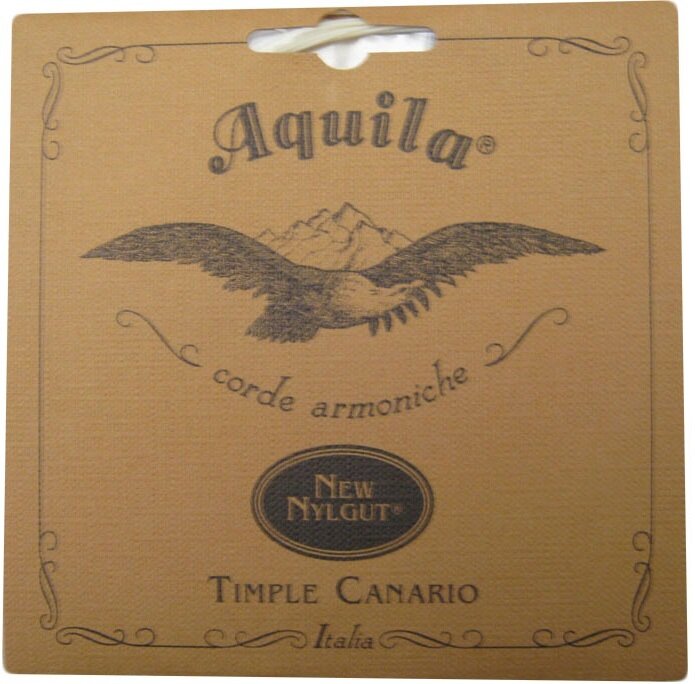 Aquila®
corde armoniche
NEW
NYLGUT®
TIMPLE CANARIO
Italia